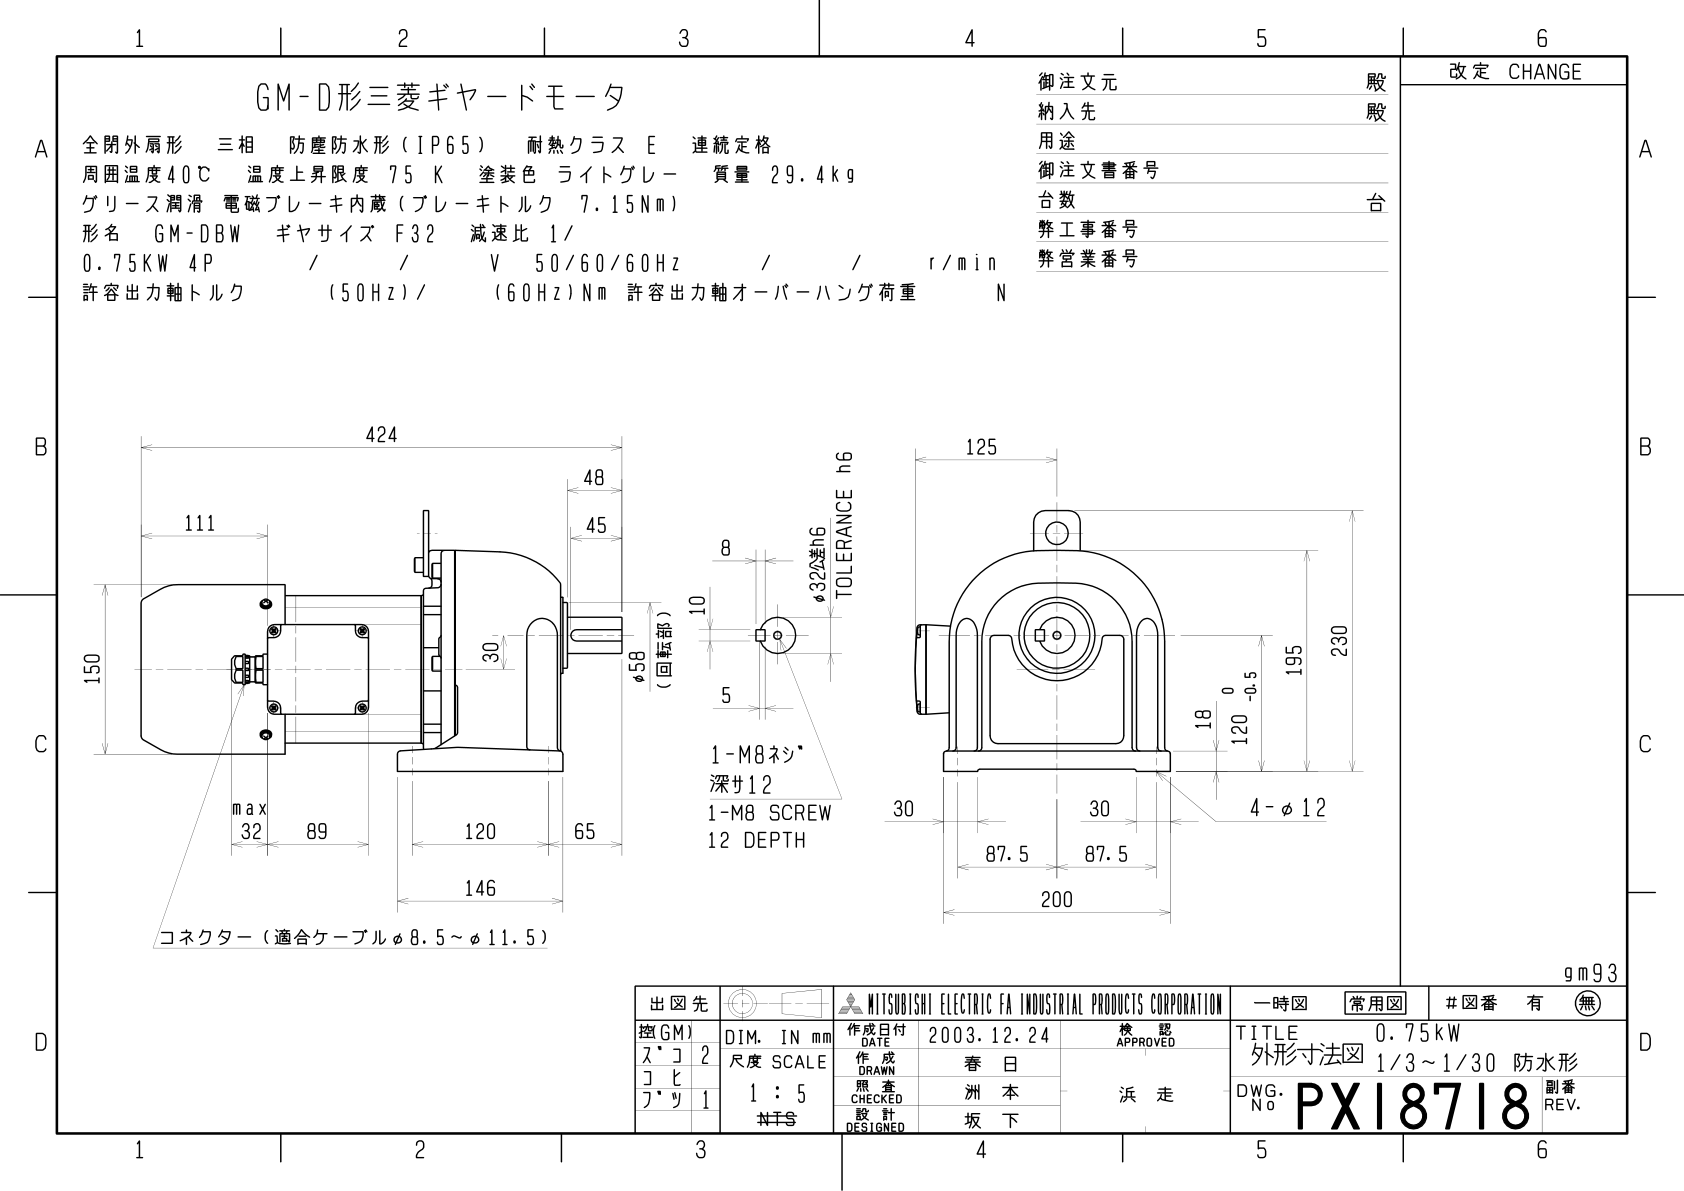 1 2 3 4 5 6
改定 CHANGE
GM-D形三菱ギヤードモータ
全閉外扇形 三相 防塵防水形(IP65) 耐熱クラス E 連続定格
周囲温度40℃ 温度上昇限度 75 K 塗装色 ライトグレー 質量 29.4kg
グリース潤滑 電磁ブレーキ内蔵(ブレーキトルク 7.15Nm)
形名 GM-DBW ギヤサイズ F32 減速比 1/
0.75KW 4P / / V 50/60/60Hz / / r/min
許容出力軸トルク (50Hz)/ (60Hz)Nm 許容出力軸オーバーハング荷重 N
御注文元 殿
納入先 殿
用途
御注文書番号
台数 台
弊工事番号
弊営業番号
A A
B B
C C
D D
424
48
45
111
150
30
φ58
(回転部)
max
32
89
120
65
146
コネクター(適合ケーブルφ8.5~φ11.5)
8
10
5
φ32公差h6
TOLERANCE h6
1-M8ネジ
深サ12
1-M8 SCREW
12 DEPTH
125
230
195
0
120 -0.5
18
30
30
4-φ12
87.5
87.5
200
gm93
出図先
控(GM)
ズコ 2
コヒ
ブツ 1
DIM. IN mm
尺度 SCALE
1 : 5
NTS
MITSUBISHI ELECTRIC FA INDUSTRIAL PRODUCTS CORPORATION
作成日付 DATE 2003.12.24
検認 APPROVED
作成 DRAWN 春日
照査 CHECKED 洲本
設計 DESIGNED 坂下
浜走
一時図 常用図 #図番 有 無
TITLE 0.75kW
外形寸法図 1/3~1/30 防水形
DWG. No PX18718
副番 REV.
1 2 3 4 5 6